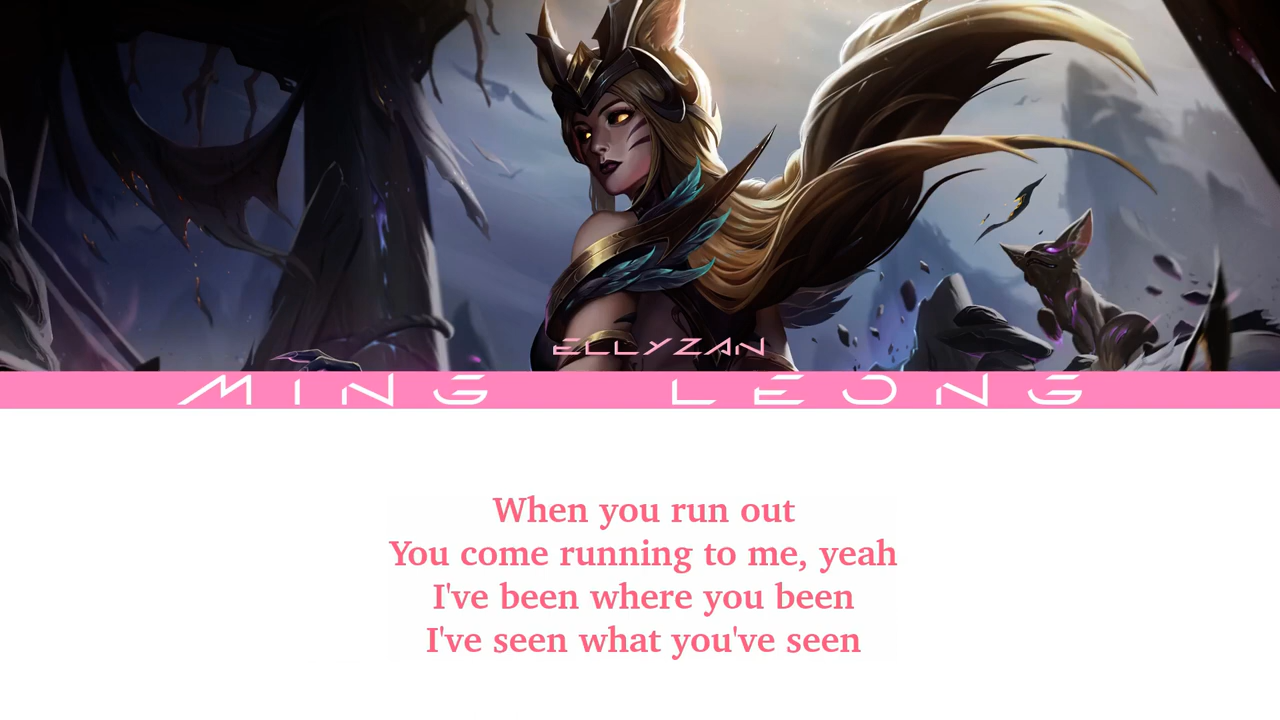 ELLYZAN
MING LEONG
When you run out
You come running to me, yeah
I've been where you been
I've seen what you've seen